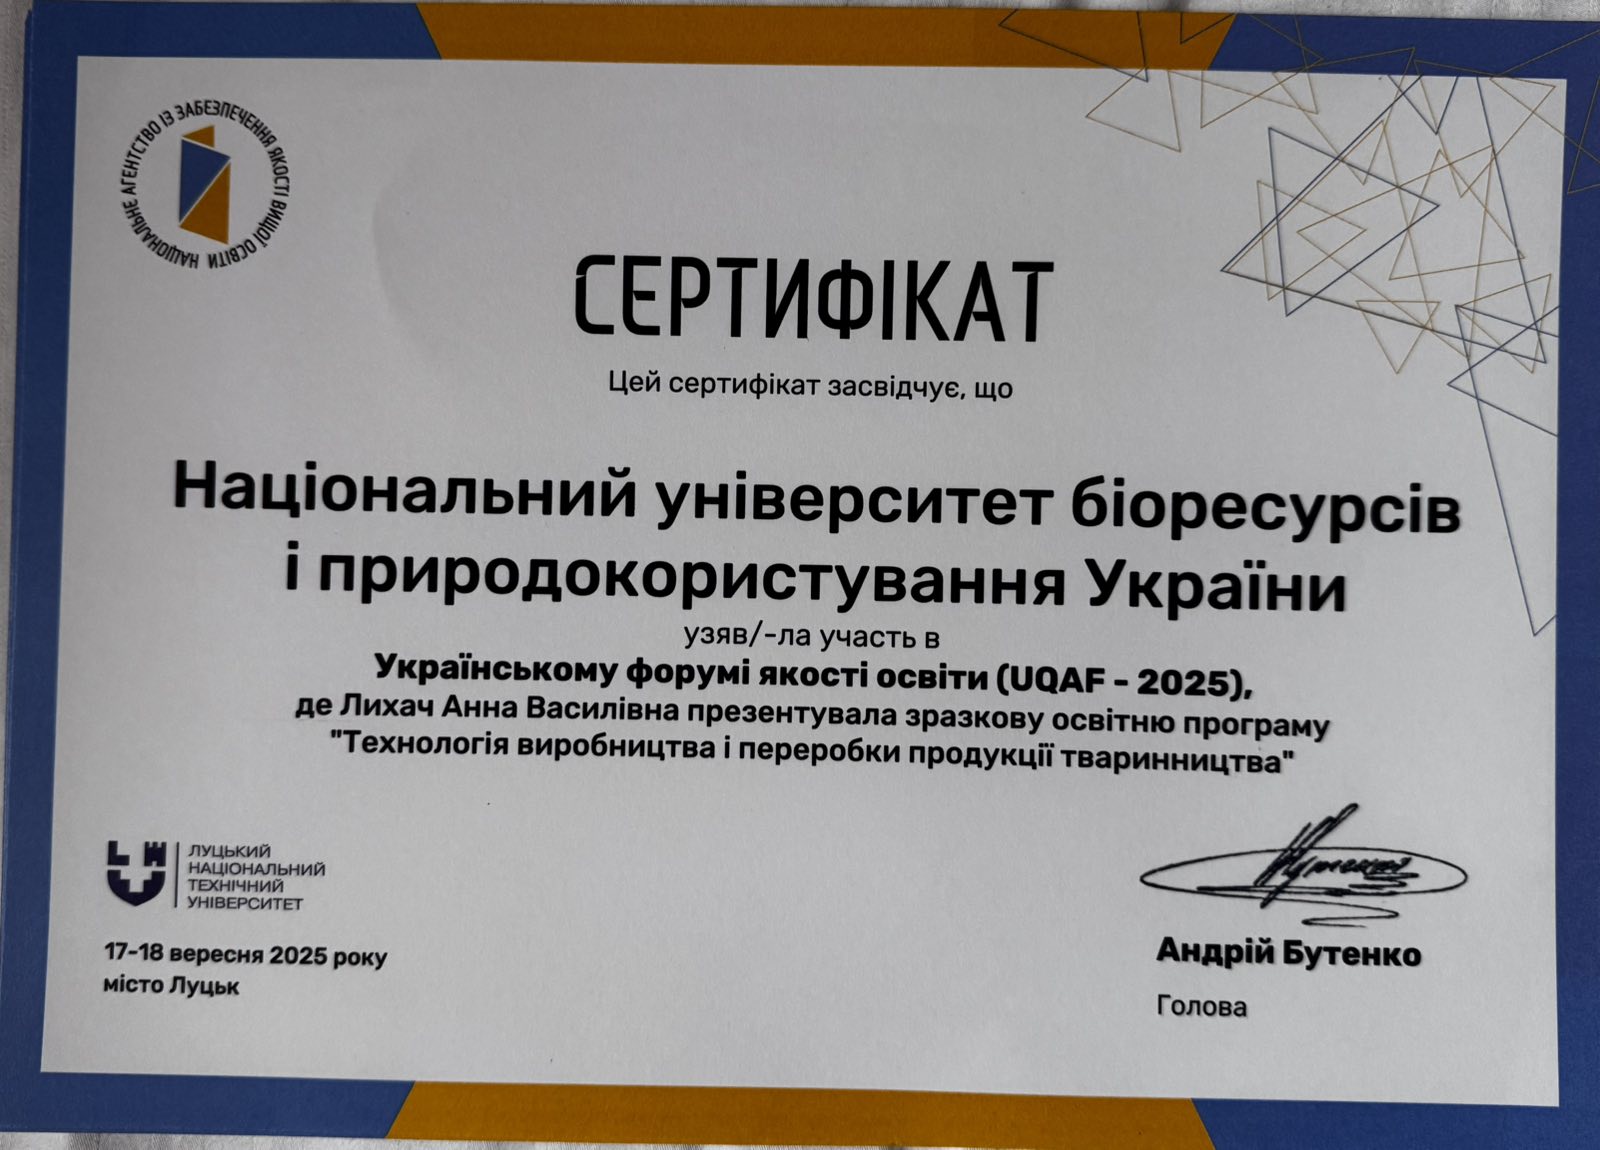 НАЦІОНАЛЬНЕ АГЕНТСТВО ІЗ ЗАБЕЗПЕЧЕННЯ ЯКОСТІ ВИЩОЇ ОСВІТИ
СЕРТИФІКАТ
Цей сертифікат засвідчує, що
Національний університет біоресурсів
і природокористування України
узяв/-ла участь в
Українському форумі якості освіти (UQAF - 2025),
де Лихач Анна Василівна презентувала зразкову освітню програму
"Технологія виробництва і переробки продукції тваринництва"
ЛУЦЬКИЙ
НАЦІОНАЛЬНИЙ
ТЕХНІЧНИЙ
УНІВЕРСИТЕТ
17-18 вересня 2025 року
місто Луцьк
Андрій Бутенко
Голова